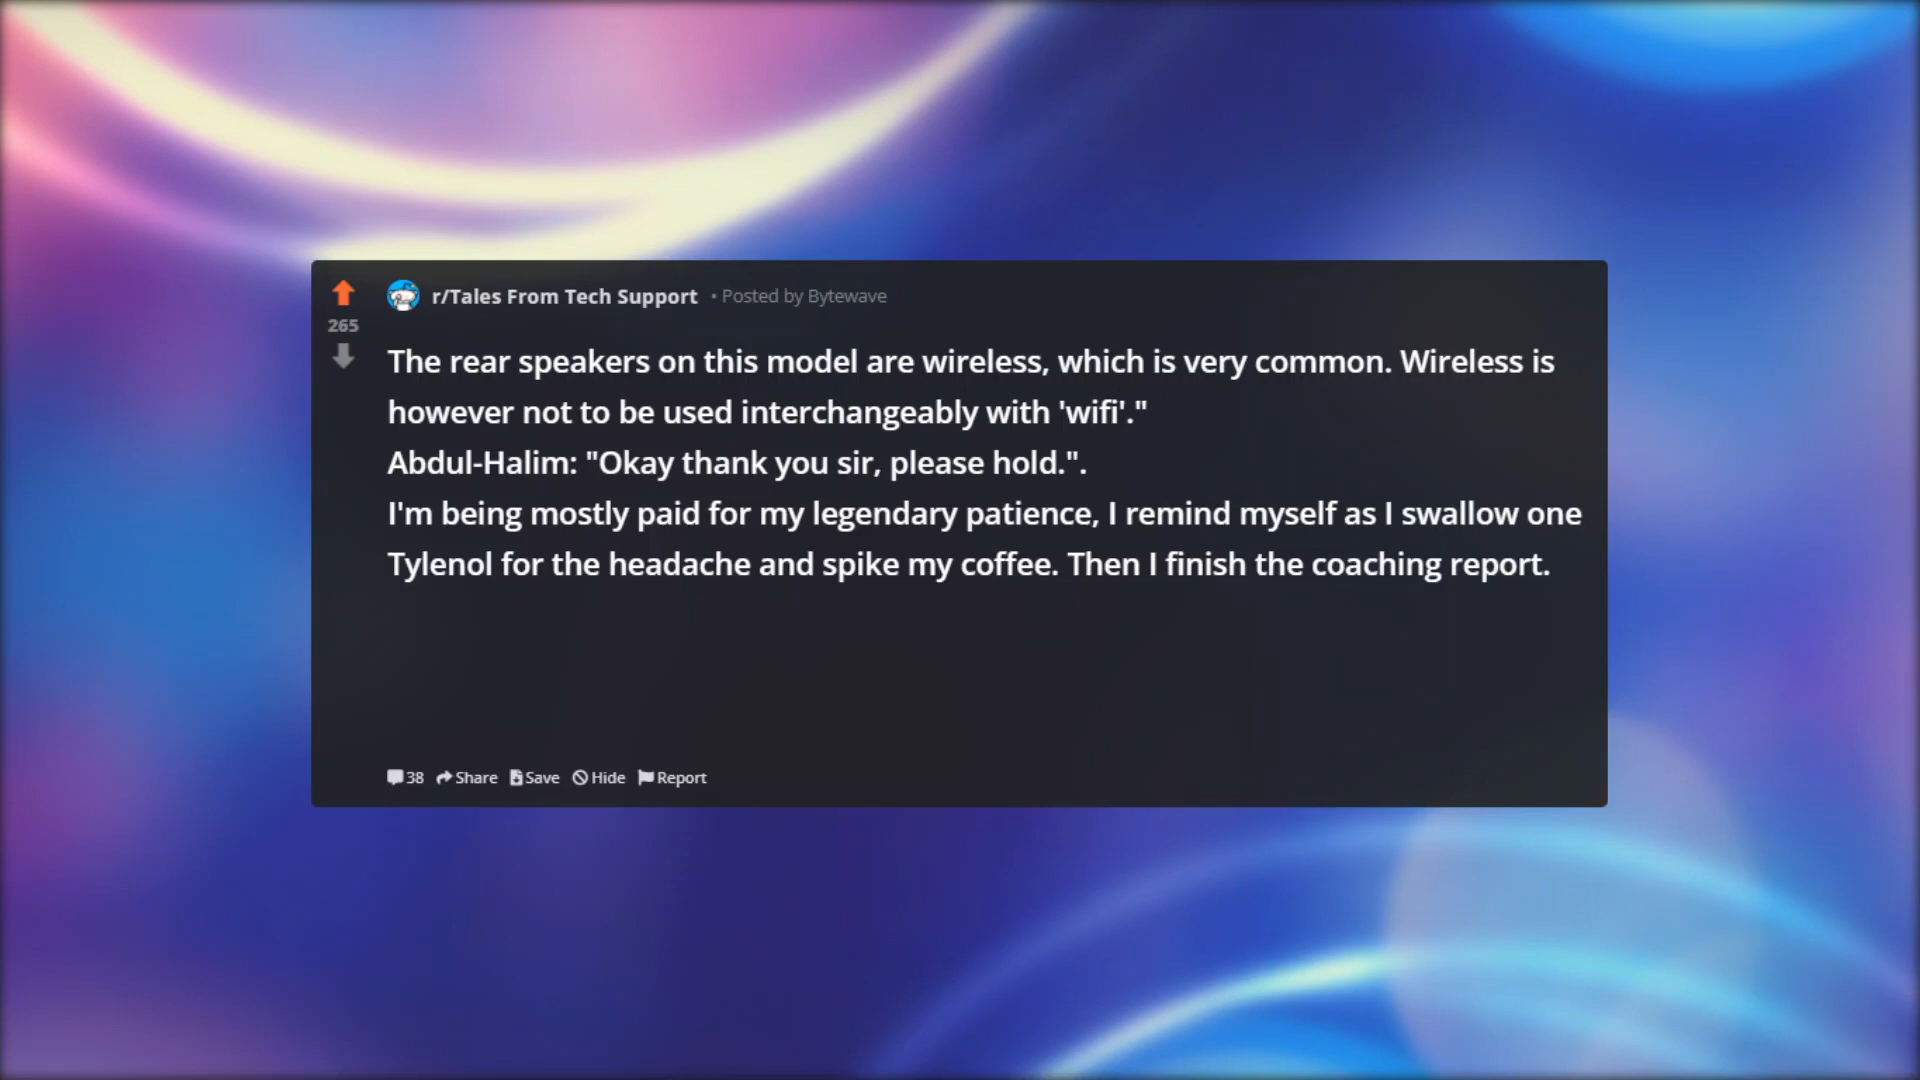 r/Tales From Tech Support • Posted by Bytewave
265
The rear speakers on this model are wireless, which is very common. Wireless is
however not to be used interchangeably with 'wifi'."
Abdul-Halim: "Okay thank you sir, please hold.".
I'm being mostly paid for my legendary patience, I remind myself as I swallow one
Tylenol for the headache and spike my coffee. Then I finish the coaching report.
38 Share Save Hide Report